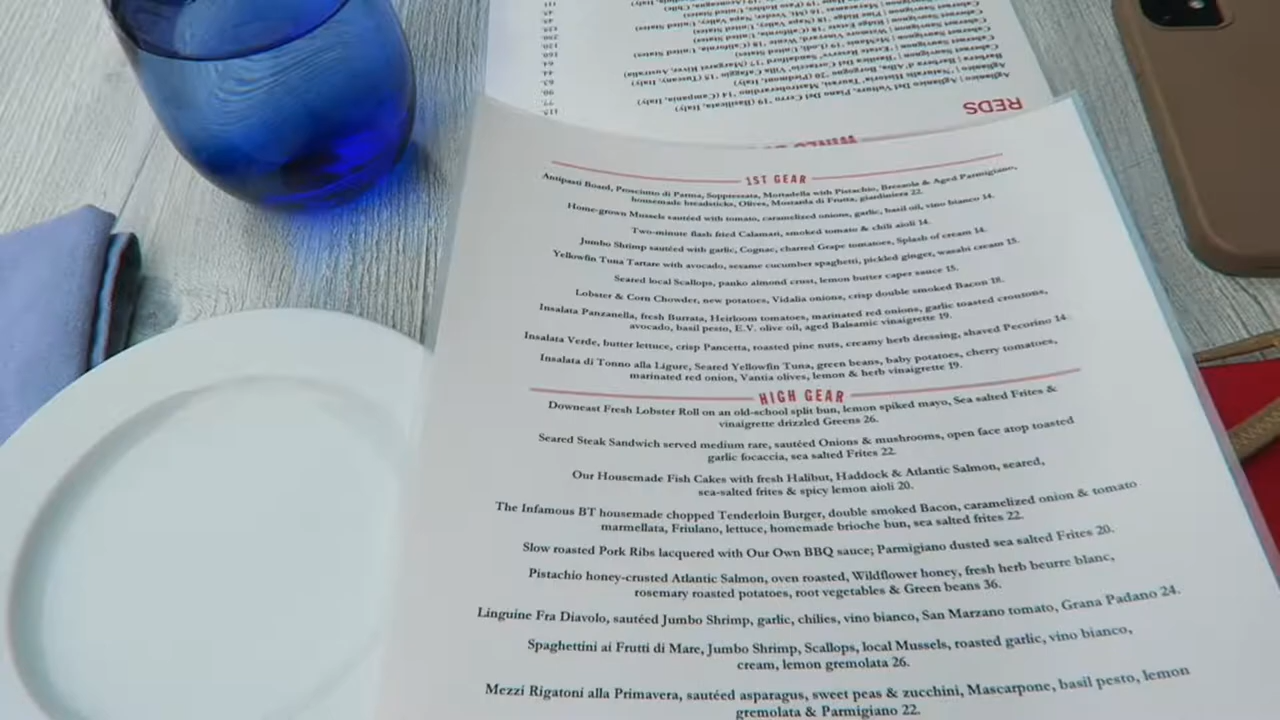 REDS
1ST GEAR
Antipasti Board, Prosciutto di Parma, Soppressata, Mortadella with Pistachio, Bresaola & Aged Parmigiano,
homemade breadsticks, Olives, Mostarda di Frutta, giardiniera 22.
Home-grown Mussels sautéed with tomato, caramelized onions, garlic, basil oil, vino bianco 14.
Two-minute flash fried Calamari, smoked tomato & chili aioli 14.
Jumbo Shrimp sautéed with garlic, Cognac, charred Grape tomatoes, Splash of cream 14.
Yellowfin Tuna Tartare with avocado, sesame cucumber spaghetti, pickled ginger, wasabi cream 15.
Seared local Scallops, panko almond crust, lemon butter caper sauce 15.
Lobster & Corn Chowder, new potatoes, Vidalia onions, crisp double smoked Bacon 18.
Insalata Panzanella, fresh Burrata, Heirloom tomatoes, marinated red onions, garlic toasted croutons,
avocado, basil pesto, E.V. olive oil, aged Balsamic vinaigrette 19.
Insalata Verde, butter lettuce, crisp Pancetta, roasted pine nuts, creamy herb dressing, shaved Pecorino 14.
Insalata di Tonno alla Ligure, Seared Yellowfin Tuna, green beans, baby potatoes, cherry tomatoes,
marinated red onion, Vantia olives, lemon & herb vinaigrette 19.
HIGH GEAR
Downeast Fresh Lobster Roll on an old-school split bun, lemon spiked mayo, Sea salted Frites &
vinaigrette drizzled Greens 26.
Seared Steak Sandwich served medium rare, sautéed Onions & mushrooms, open face atop toasted
garlic focaccia, sea salted Frites 22.
Our Housemade Fish Cakes with fresh Halibut, Haddock & Atlantic Salmon, seared,
sea-salted frites & spicy lemon aioli 20.
The Infamous BT housemade chopped Tenderloin Burger, double smoked Bacon, caramelized onion & tomato
marmellata, Friulano, lettuce, homemade brioche bun, sea salted frites 22.
Slow roasted Pork Ribs lacquered with Our Own BBQ sauce; Parmigiano dusted sea salted Frites 20.
Pistachio honey-crusted Atlantic Salmon, oven roasted, Wildflower honey, fresh herb beurre blanc,
rosemary roasted potatoes, root vegetables & Green beans 36.
Linguine Fra Diavolo, sautéed Jumbo Shrimp, garlic, chilies, vino bianco, San Marzano tomato, Grana Padano 24.
Spaghettini ai Frutti di Mare, Jumbo Shrimp, Scallops, local Mussels, roasted garlic, vino bianco,
cream, lemon gremolata 26.
Mezzi Rigatoni alla Primavera, sautéed asparagus, sweet peas & zucchini, Mascarpone, basil pesto, lemon
gremolata & Parmigiano 22.